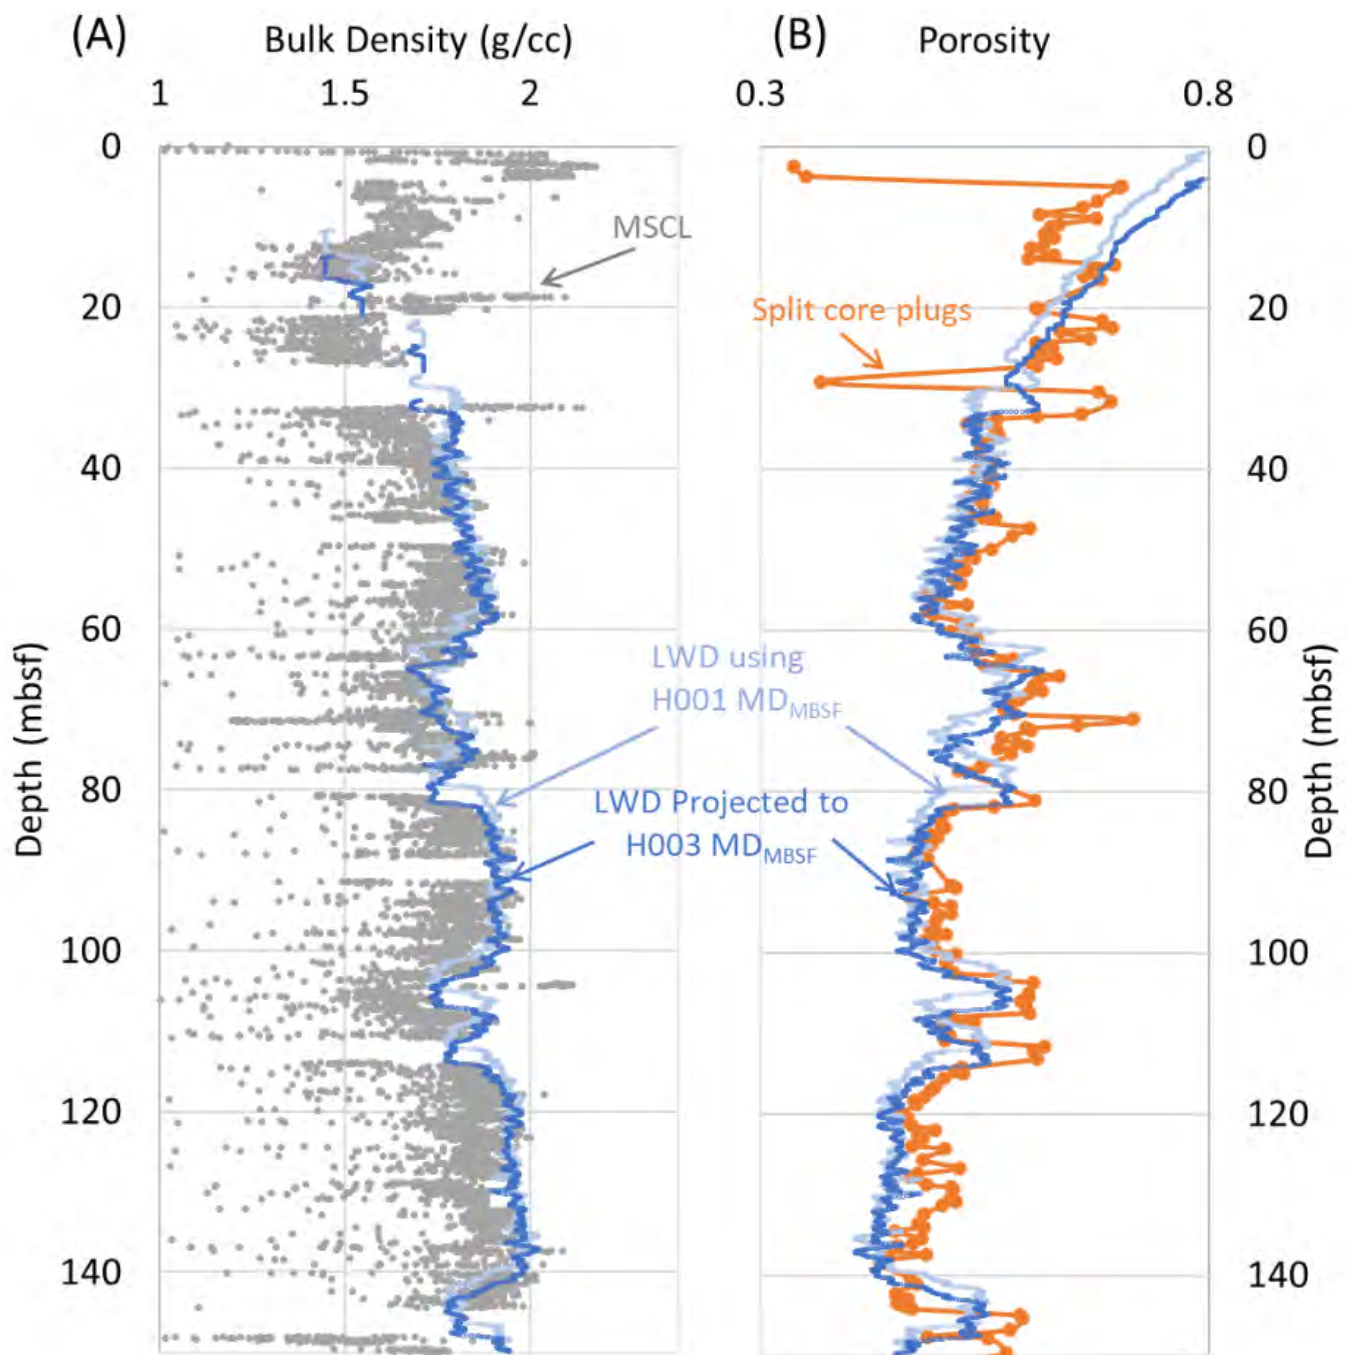 (A) Bulk Density (g/cc)
1 1.5 2
(B) Porosity
0.3 0.8
0
20
40
60
80
100
120
140
Depth (mbsf)
MSCL
Split core plugs
LWD using
H001 MD_MBSF
LWD Projected to
H003 MD_MBSF
0
20
40
60
80
100
120
140
Depth (mbsf)